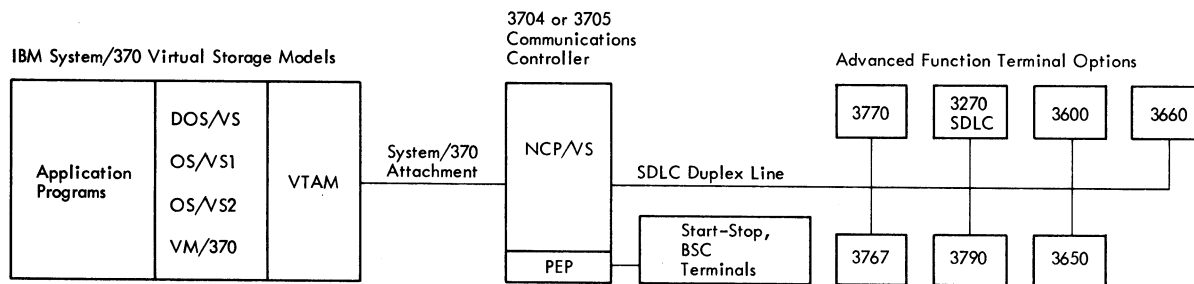 IBM System/370 Virtual Storage Models
Application
Programs
DOS/VS
OS/VS1
OS/VS2
VM/370
VTAM
System/370
Attachment
3704 or 3705
Communications
Controller
NCP/VS
PEP
SDLC Duplex Line
Start-Stop,
BSC
Terminals
Advanced Function Terminal Options
3770
3270
SDLC
3600
3660
3767
3790
3650